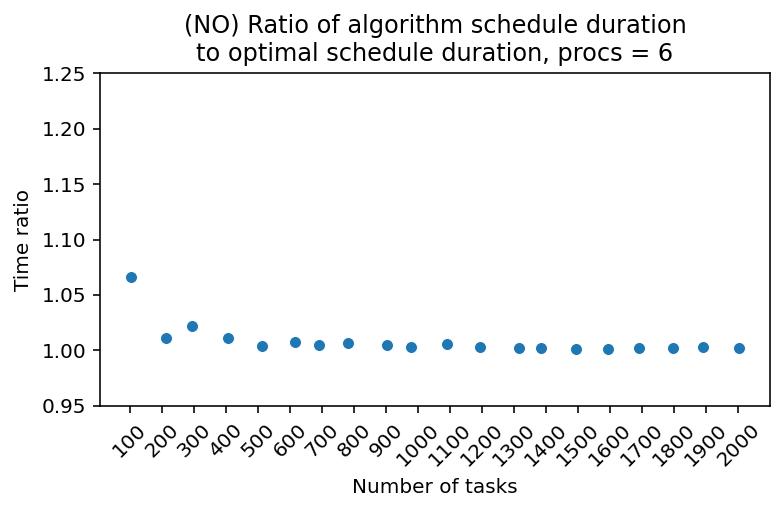 (NO) Ratio of algorithm schedule duration
to optimal schedule duration, procs = 6
1.25
1.20
1.15
1.10
1.05
1.00
0.95
Time ratio
100 200 300 400 500 600 700 800 900 1000 1100 1200 1300 1400 1500 1600 1700 1800 1900 2000
Number of tasks